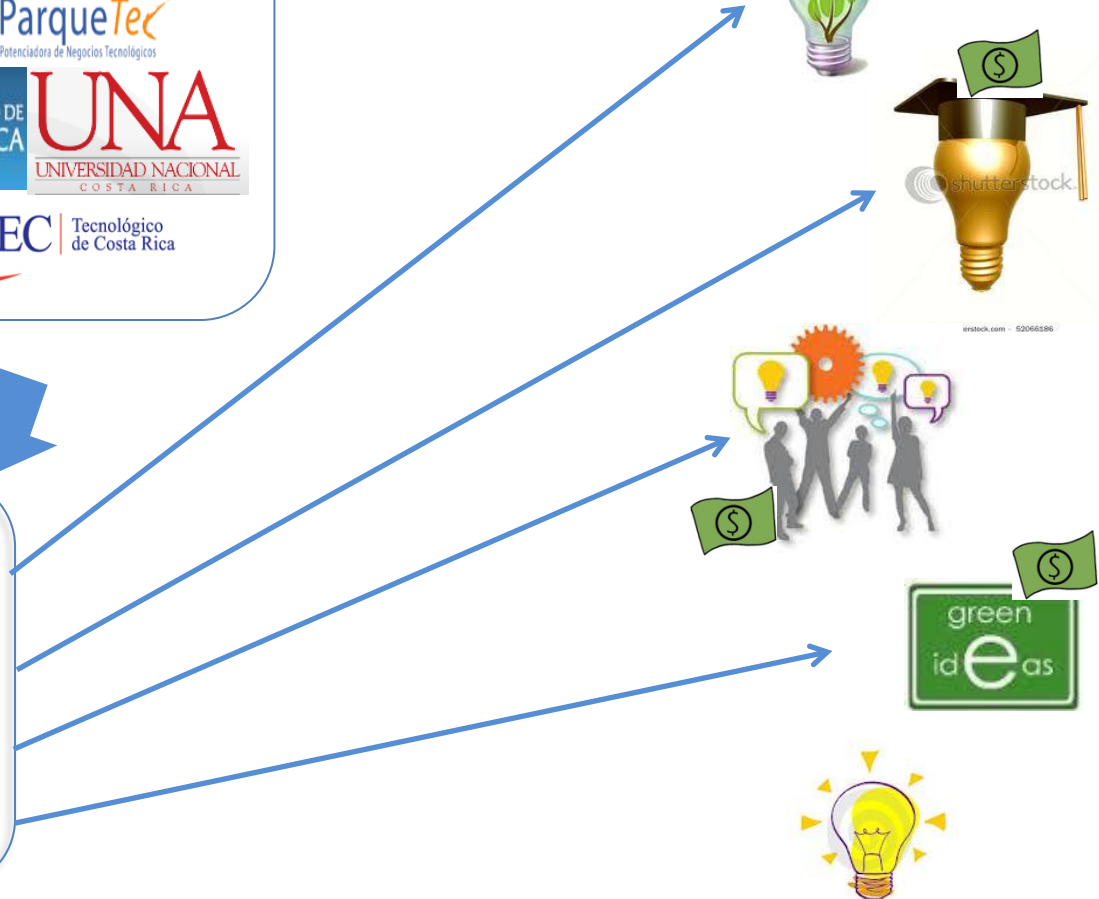 ParqueTec
Potenciadora de Negocios Tecnológicos
DE
CA
UNA
UNIVERSIDAD NACIONAL
COSTA RICA
EC
Tecnológico
de Costa Rica
$
shutterstock
erstock.com - 52066186
$
$
green
ideas